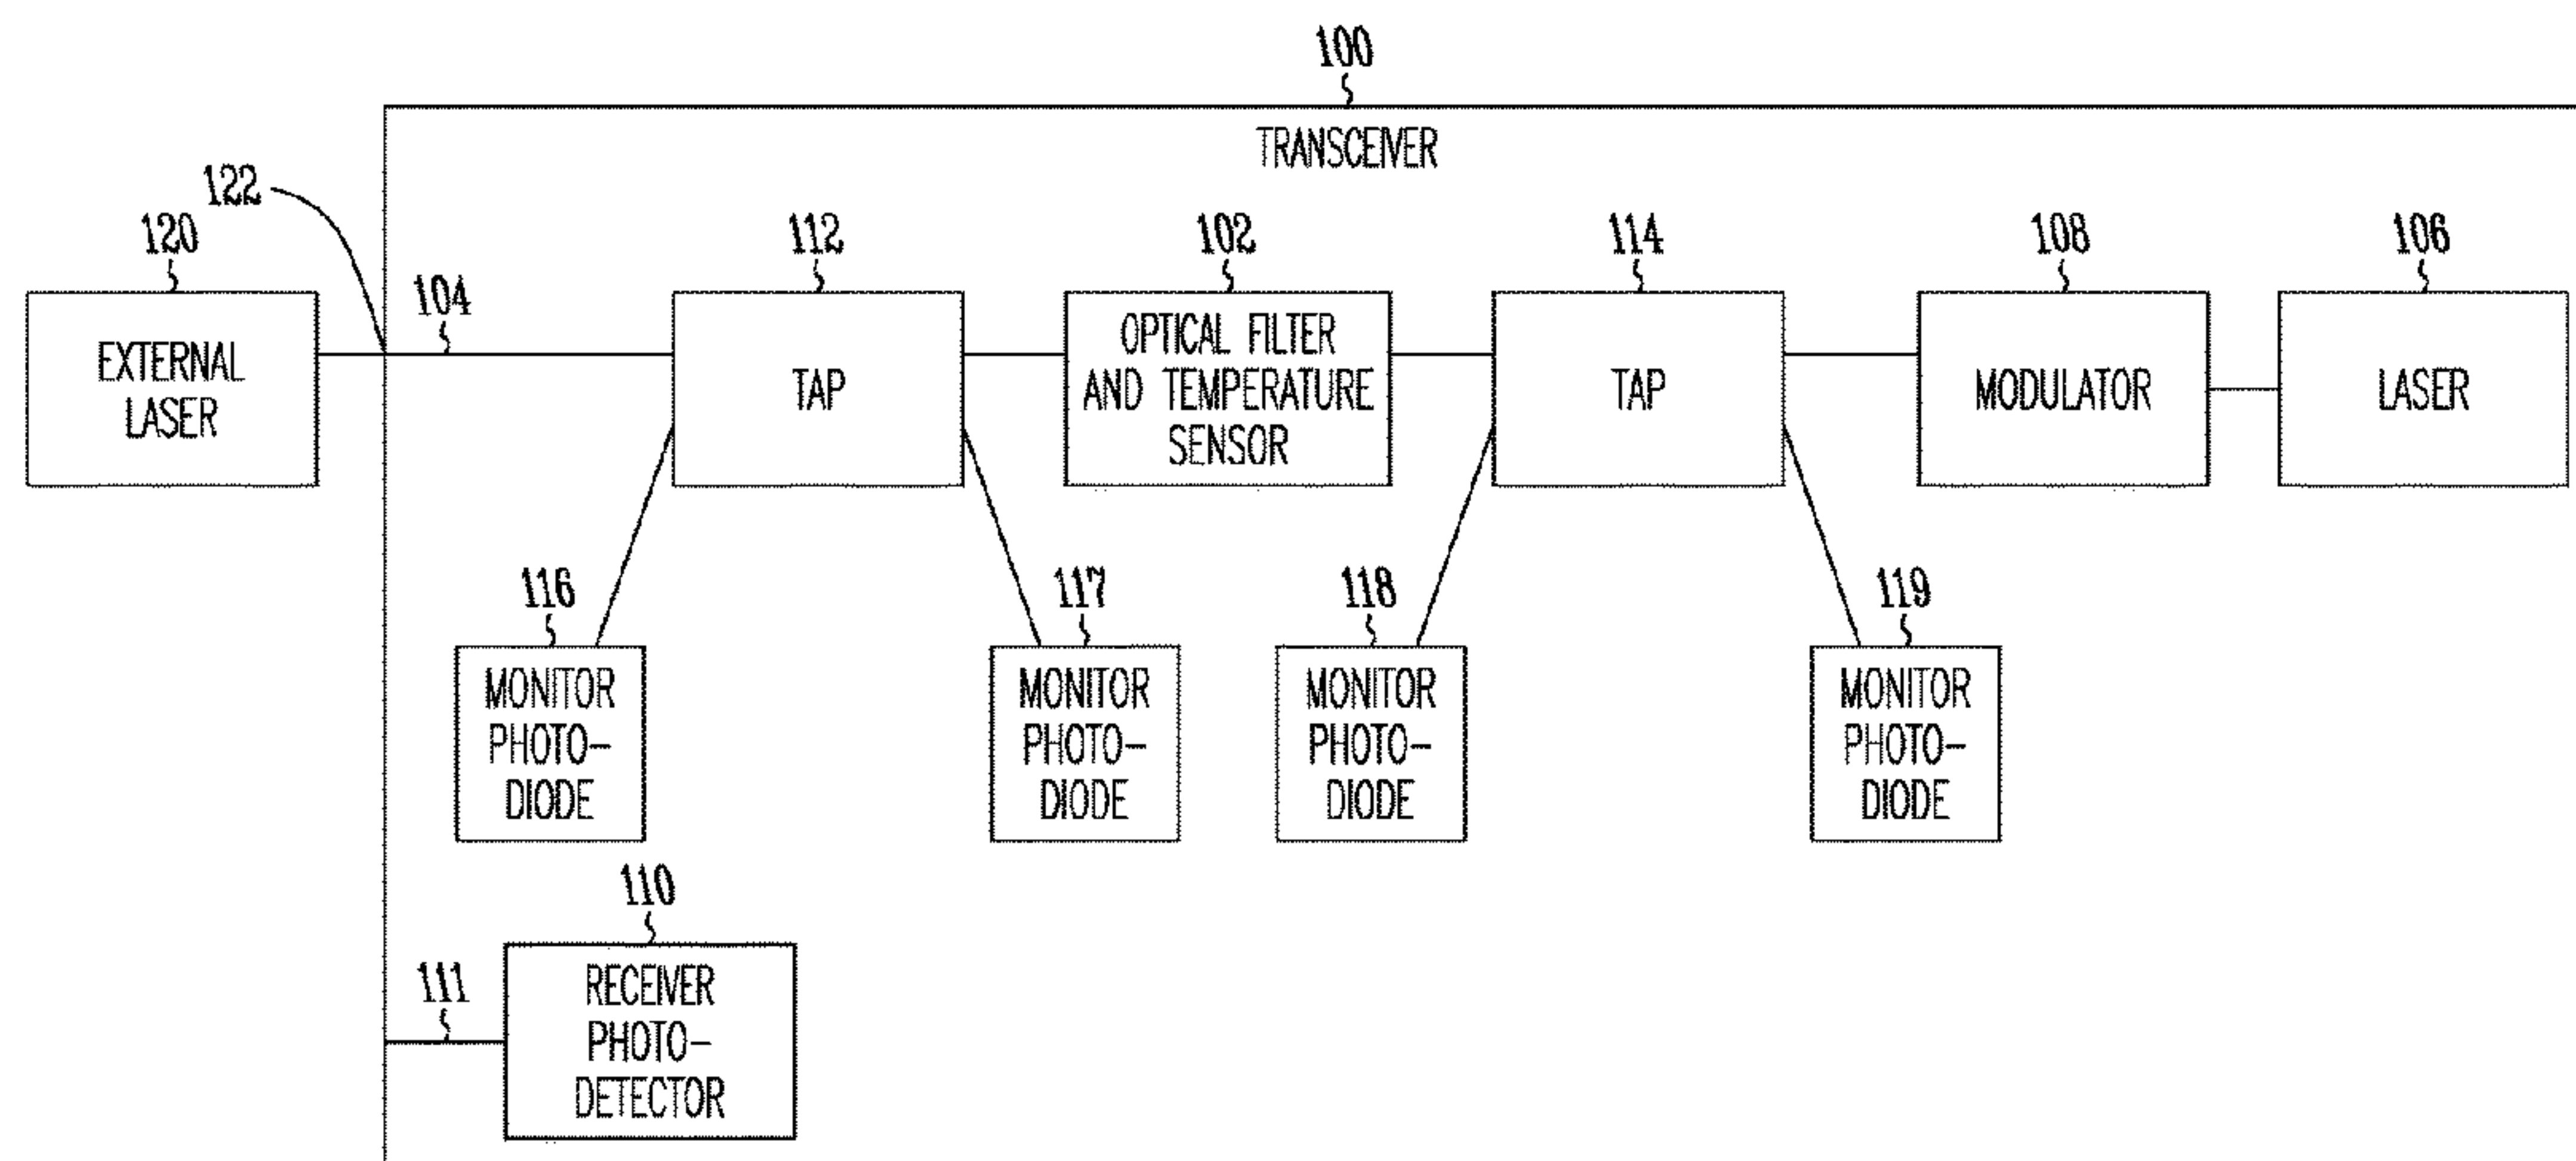 100
TRANSCEIVER
122
120
104
112
102
114
108
106
EXTERNAL
LASER
TAP
OPTICAL FILTER
AND TEMPERATURE
SENSOR
TAP
MODULATOR
LASER
116
117
118
119
MONITOR
PHOTO-
DIODE
MONITOR
PHOTO-
DIODE
MONITOR
PHOTO-
DIODE
MONITOR
PHOTO-
DIODE
110
111
RECEIVER
PHOTO-
DETECTOR